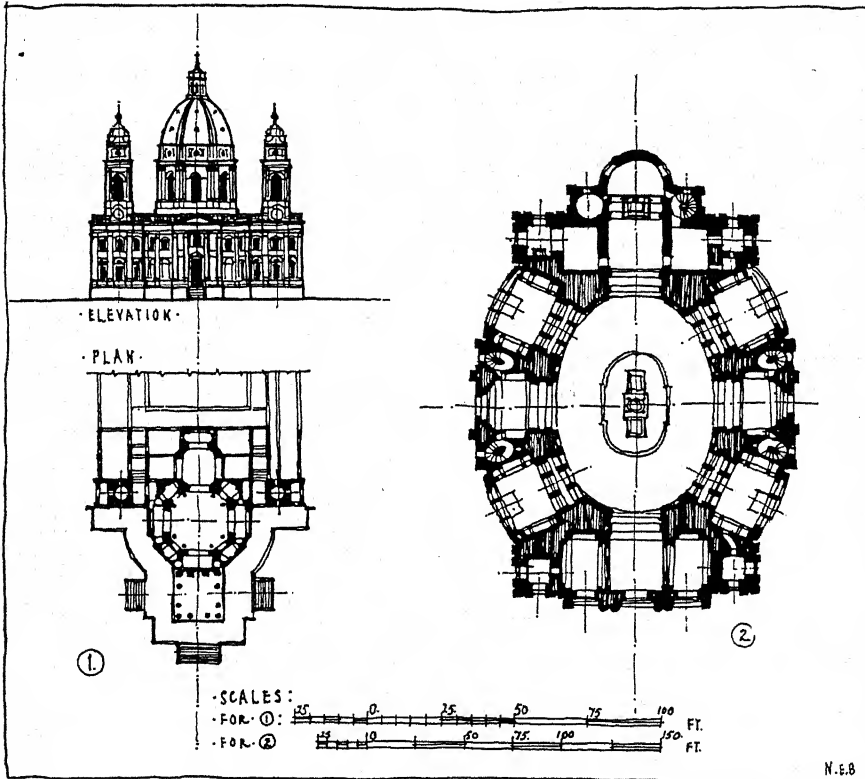 ·ELEVATION·
·PLAN·
1.
2
·SCALES:
·FOR· 1: 25 0. 25. 50 75 100 FT.
·FOR· 2 25 0 50 75. 100 150. FT.
N.E.B